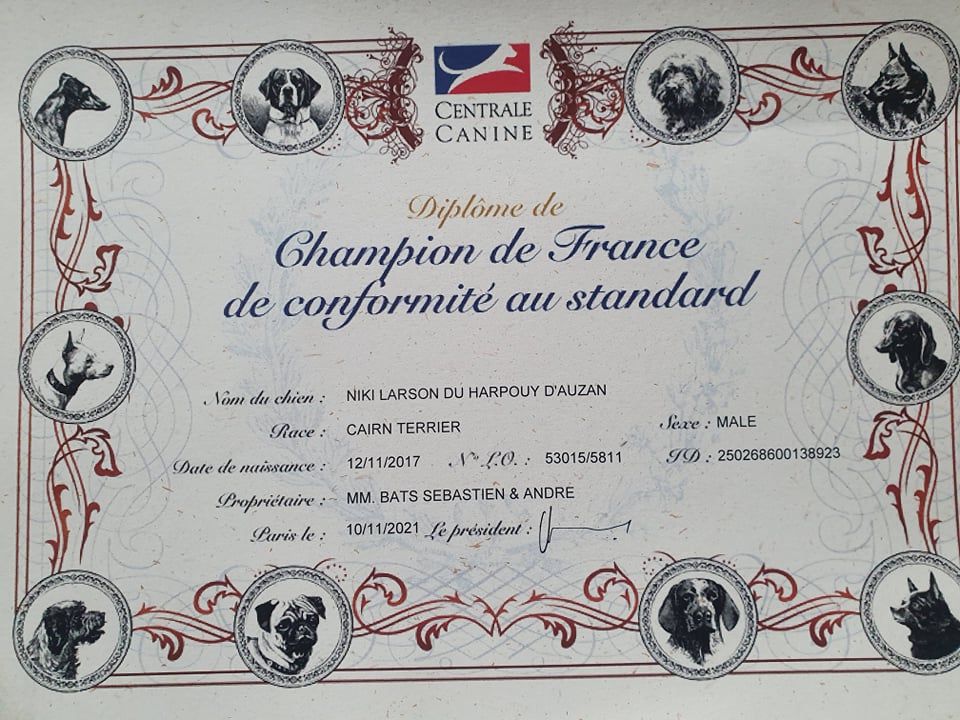 CENTRALE
CANINE
Diplôme de
Champion de France
de conformité au standard
Nom du chien : NIKI LARSON DU HARPOUY D'AUZAN
Race : CAIRN TERRIER Sexe : MALE
Date de naissance : 12/11/2017 N° L.O. : 53015/5811 ID : 250268600138923
Propriétaire : MM. BATS SEBASTIEN & ANDRE
Paris le : 10/11/2021 Le président :